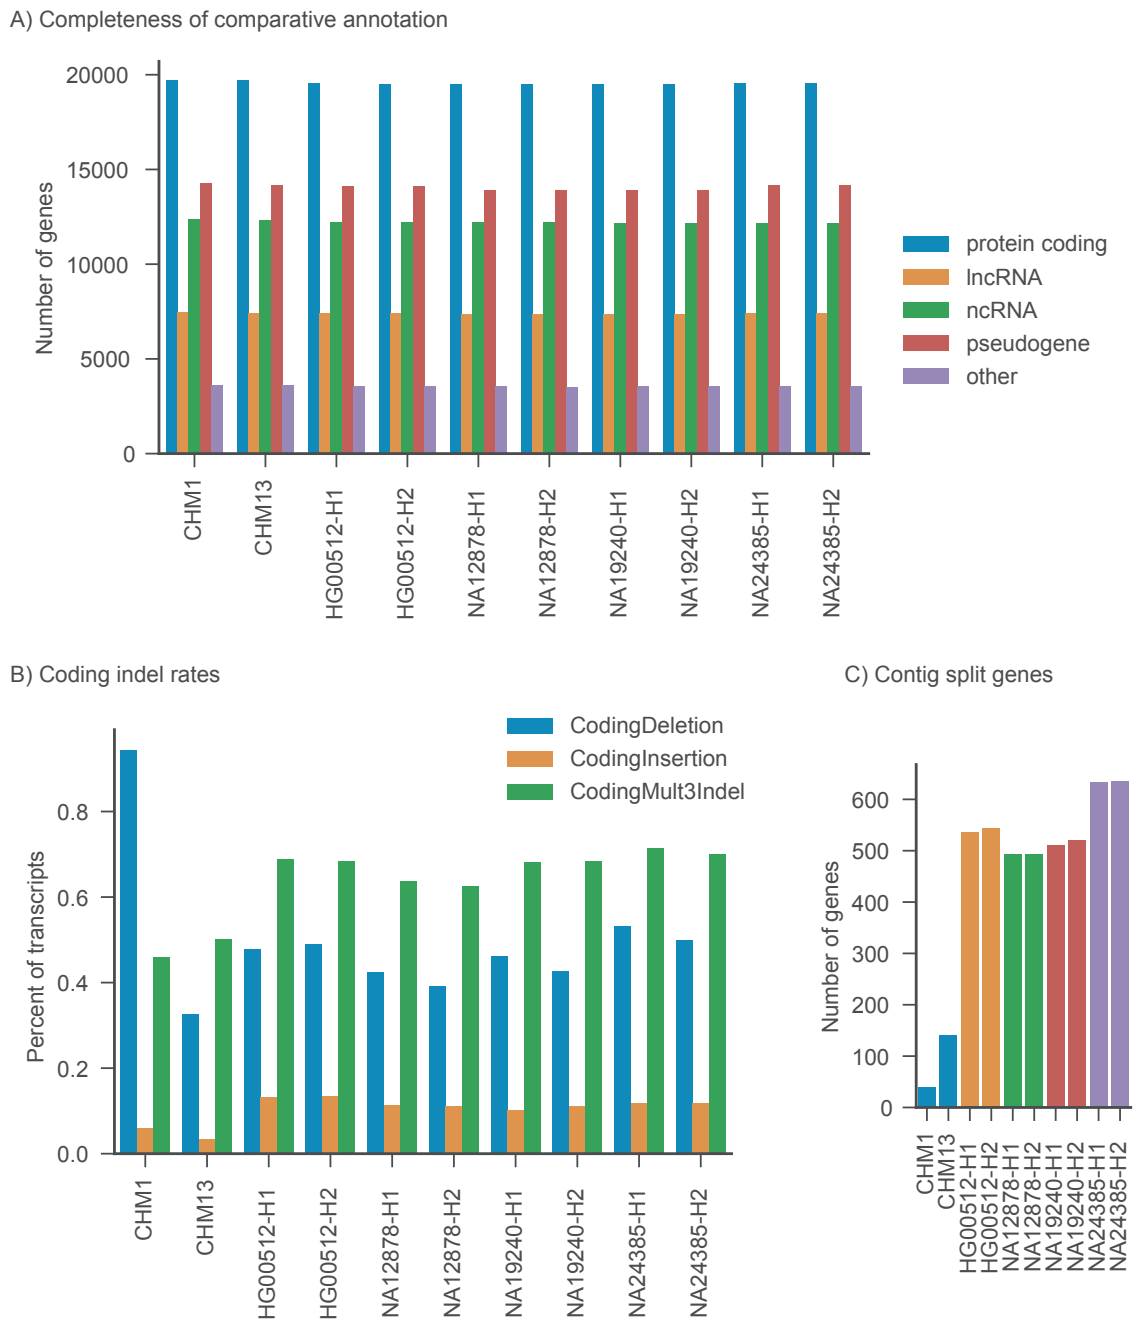 A) Completeness of comparative annotation
20000
15000
10000
5000
0
Number of genes
protein coding
lncRNA
ncRNA
pseudogene
other
CHM1
CHM13
HG00512-H1
HG00512-H2
NA12878-H1
NA12878-H2
NA19240-H1
NA19240-H2
NA24385-H1
NA24385-H2
B) Coding indel rates
CodingDeletion
CodingInsertion
CodingMult3Indel
0.8
0.6
0.4
0.2
0.0
Percent of transcripts
CHM1
CHM13
HG00512-H1
HG00512-H2
NA12878-H1
NA12878-H2
NA19240-H1
NA19240-H2
NA24385-H1
NA24385-H2
C) Contig split genes
600
500
400
300
200
100
0
Number of genes
CHM1
CHM13
HG00512-H1
HG00512-H2
NA12878-H1
NA12878-H2
NA19240-H1
NA19240-H2
NA24385-H1
NA24385-H2